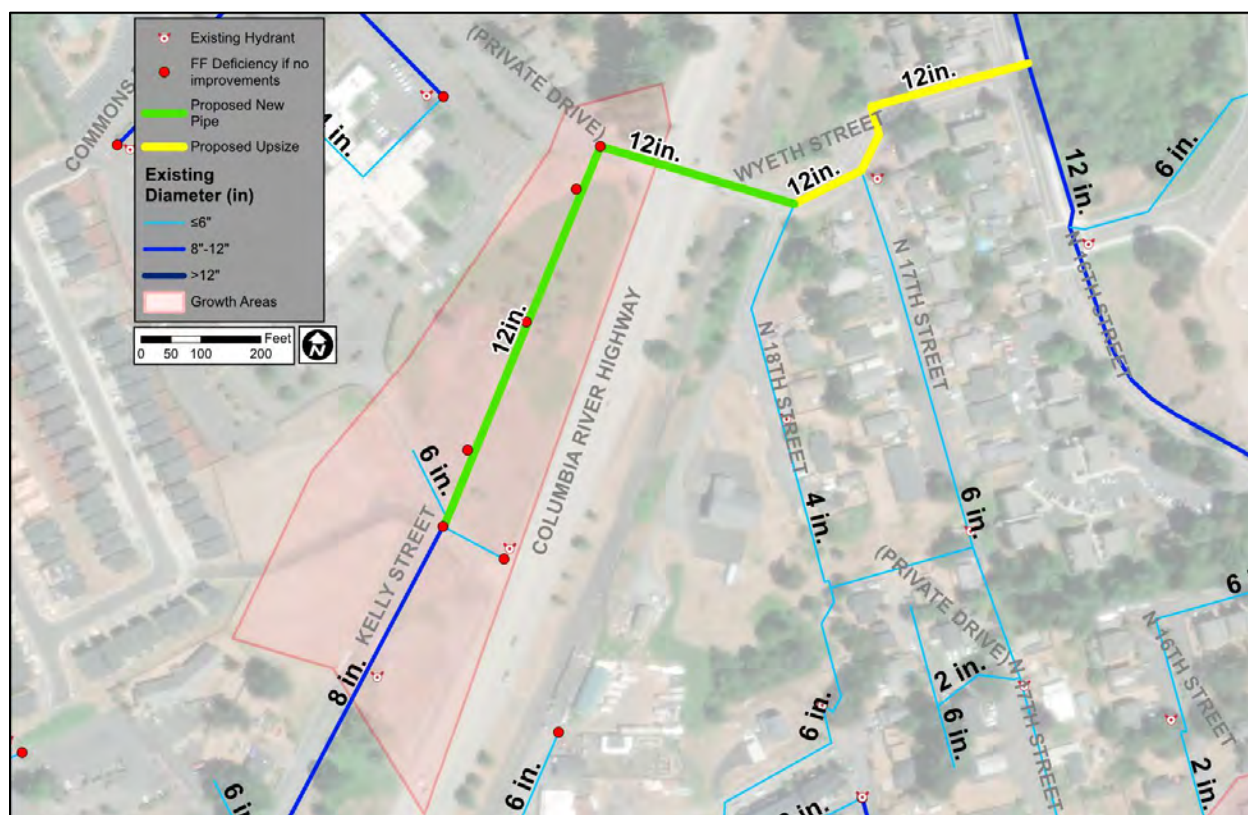 Existing Hydrant
FF Deficiency if no
improvements
Proposed New
Pipe
Proposed Upsize
Existing
Diameter (in)
≤6"
8"-12"
>12"
Growth Areas
Feet
0 50 100 200
N
COMMONS
(PRIVATE DRIVE)
12in.
12in.
WYETH STREET
12in.
12 in.
6 in.
N 16TH STREET
N 17TH STREET
N 18TH STREET
12in.
COLUMBIA RIVER HIGHWAY
6 in.
KELLY STREET
8 in.
4 in.
6 in.
(PRIVATE DRIVE)
2 in.
6 in.
N 17TH STREET
6 in.
N 16TH STREET
2 in.
6 in.
6 in.